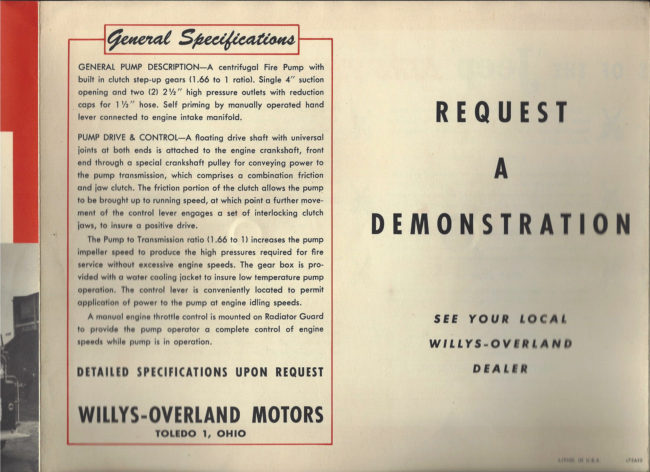 General Specifications
GENERAL PUMP DESCRIPTION—A centrifugal Fire Pump with
built in clutch step-up gears (1.66 to 1 ratio). Single 4" suction
opening and two (2) 2½" high pressure outlets with reduction
caps for 1½" hose. Self priming by manually operated hand
lever connected to engine intake manifold.
PUMP DRIVE & CONTROL—A floating drive shaft with universal
joints at both ends is attached to the engine crankshaft, front
end through a special crankshaft pulley for conveying power to
the pump transmission, which comprises a combination friction
and jaw clutch. The friction portion of the clutch allows the pump
to be brought up to running speed, at which point a further move-
ment of the control lever engages a set of interlocking clutch
jaws, to insure a positive drive.
The Pump to Transmission ratio (1.66 to 1) increases the pump
impeller speed to produce the high pressures required for fire
service without excessive engine speeds. The gear box is pro-
vided with a water cooling jacket to insure low temperature pump
operation. The control lever is conveniently located to permit
application of power to the pump at engine idling speeds.
A manual engine throttle control is mounted on Radiator Guard
to provide the pump operator a complete control of engine
speeds while pump is in operation.
DETAILED SPECIFICATIONS UPON REQUEST
WILLYS-OVERLAND MOTORS
TOLEDO 1, OHIO
REQUEST
A
DEMONSTRATION
SEE YOUR LOCAL
WILLYS-OVERLAND
DEALER
LITHO. IN U.S.A.